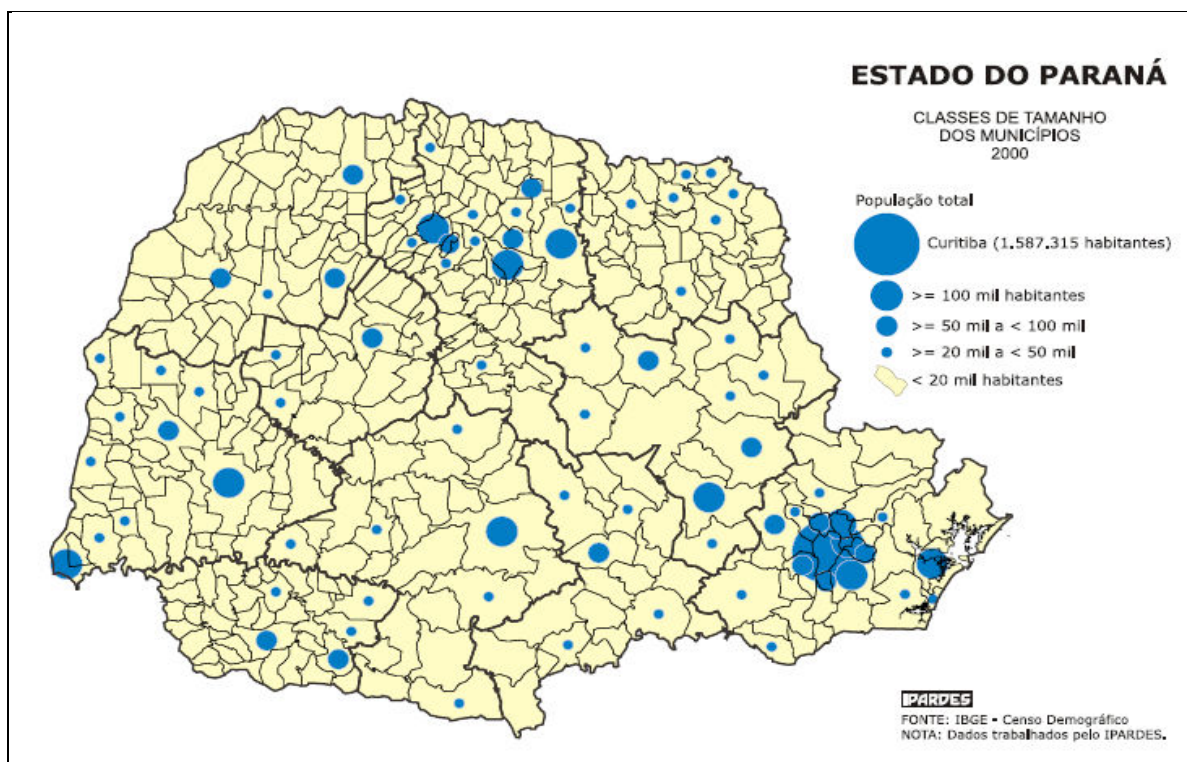 ESTADO DO PARANÁ
CLASSES DE TAMANHO
DOS MUNICÍPIOS
2000
População total
Curitiba (1.587.315 habitantes)
>= 100 mil habitantes
>= 50 mil a < 100 mil
>= 20 mil a < 50 mil
< 20 mil habitantes
IPARDES
FONTE: IBGE - Censo Demográfico
NOTA: Dados trabalhados pelo IPARDES.